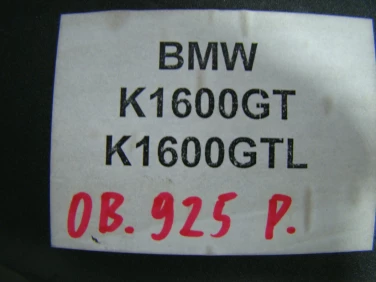 BMW
K1600GT
K1600GTL
OB. 925 P.